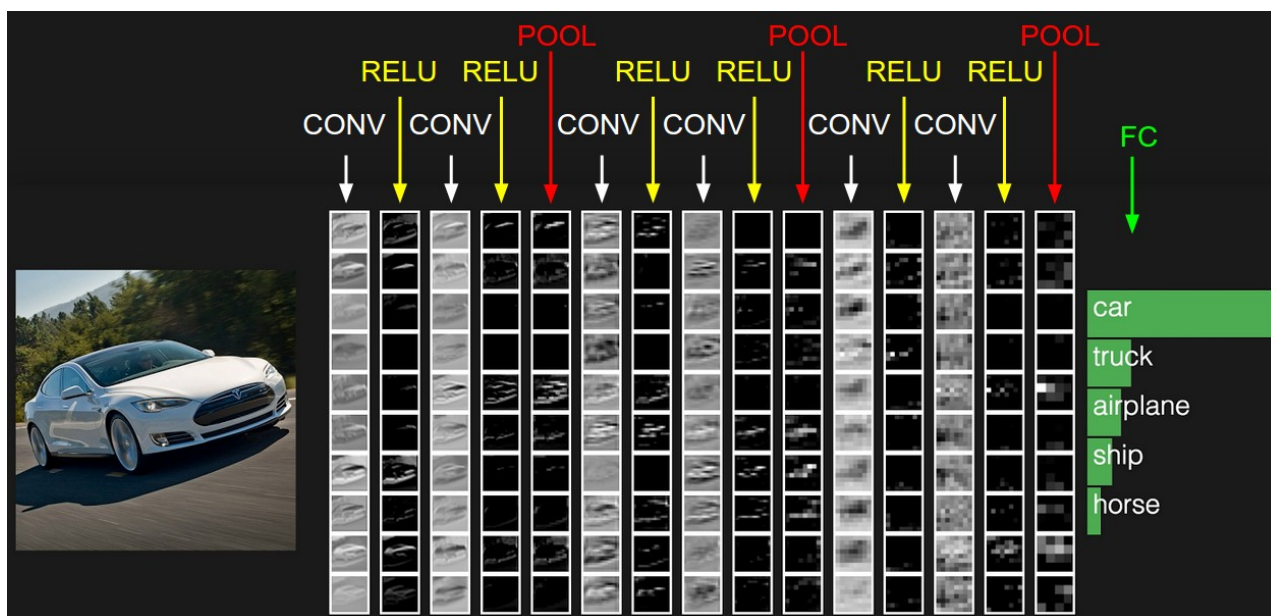 POOL POOL POOL
RELU RELU RELU RELU RELU RELU
CONV CONV CONV CONV CONV CONV
FC
car
truck
airplane
ship
horse